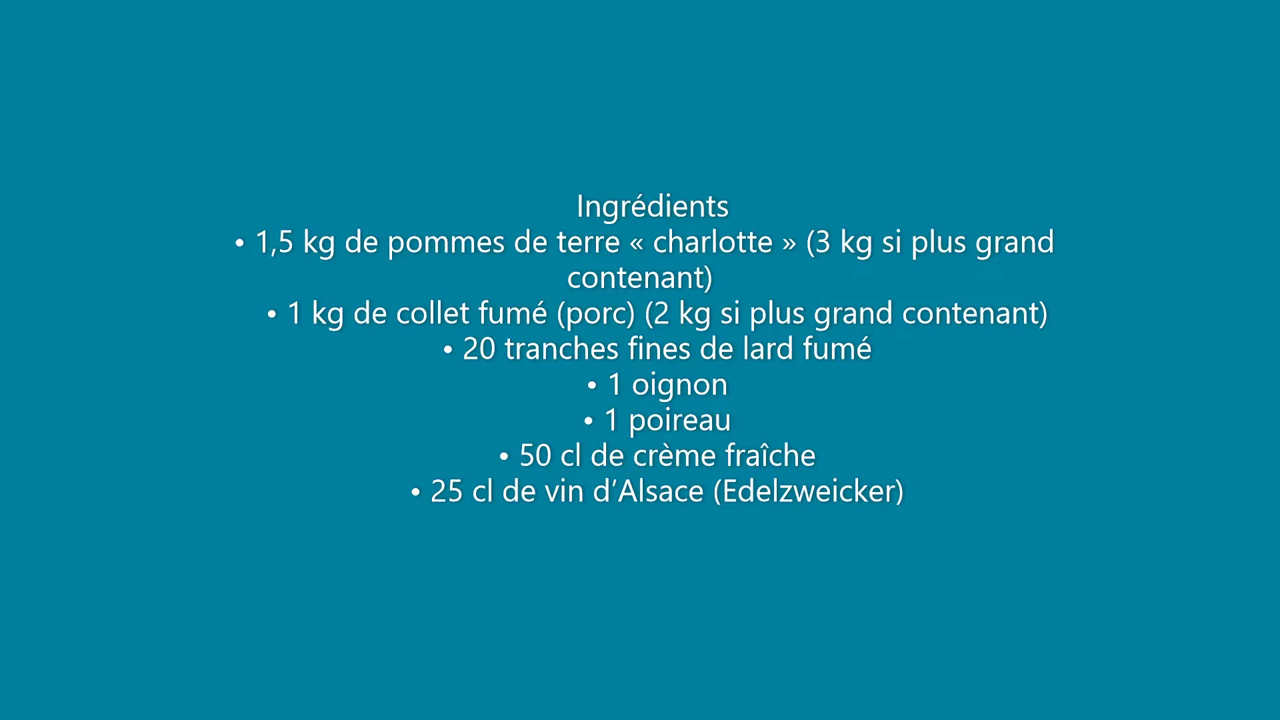 Ingrédients
• 1,5 kg de pommes de terre « charlotte » (3 kg si plus grand
contenant)
• 1 kg de collet fumé (porc) (2 kg si plus grand contenant)
• 20 tranches fines de lard fumé
• 1 oignon
• 1 poireau
• 50 cl de crème fraîche
• 25 cl de vin d’Alsace (Edelzweicker)